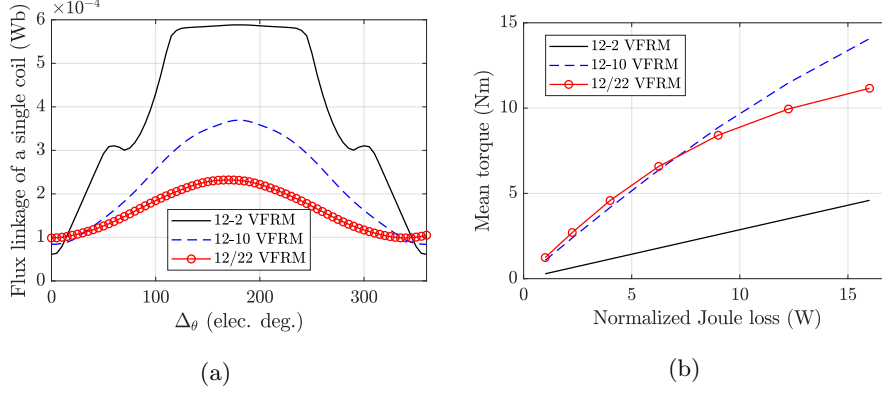 ×10⁻⁴
6
5
4
3
2
1
0
0
100
200
300
Flux linkage of a single coil (Wb)
Δθ (elec. deg.)
12-2 VFRM
12-10 VFRM
12/22 VFRM
(a)
15
10
5
0
0
5
10
15
Mean torque (Nm)
Normalized Joule loss (W)
12-2 VFRM
12-10 VFRM
12/22 VFRM
(b)